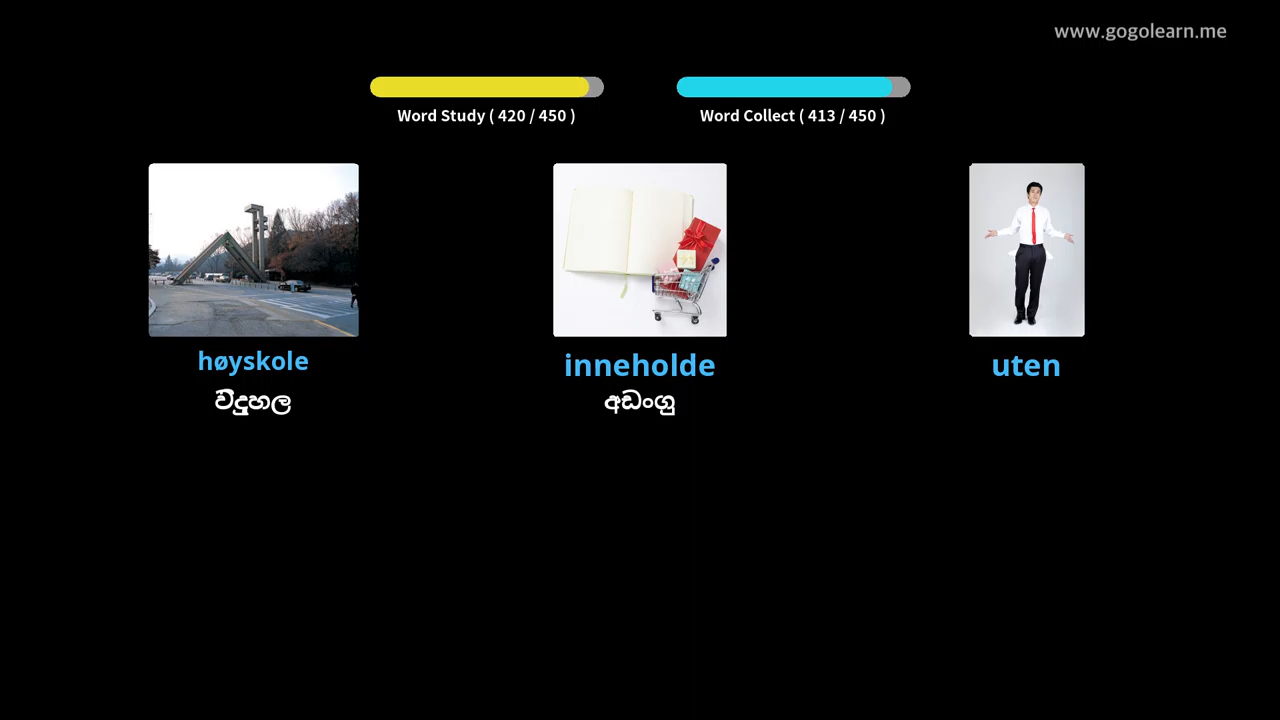 www.gogolearn.me
Word Study ( 420 / 450 )
Word Collect ( 413 / 450 )
høyskole
inneholde
uten
විදුහල
අඩංගු